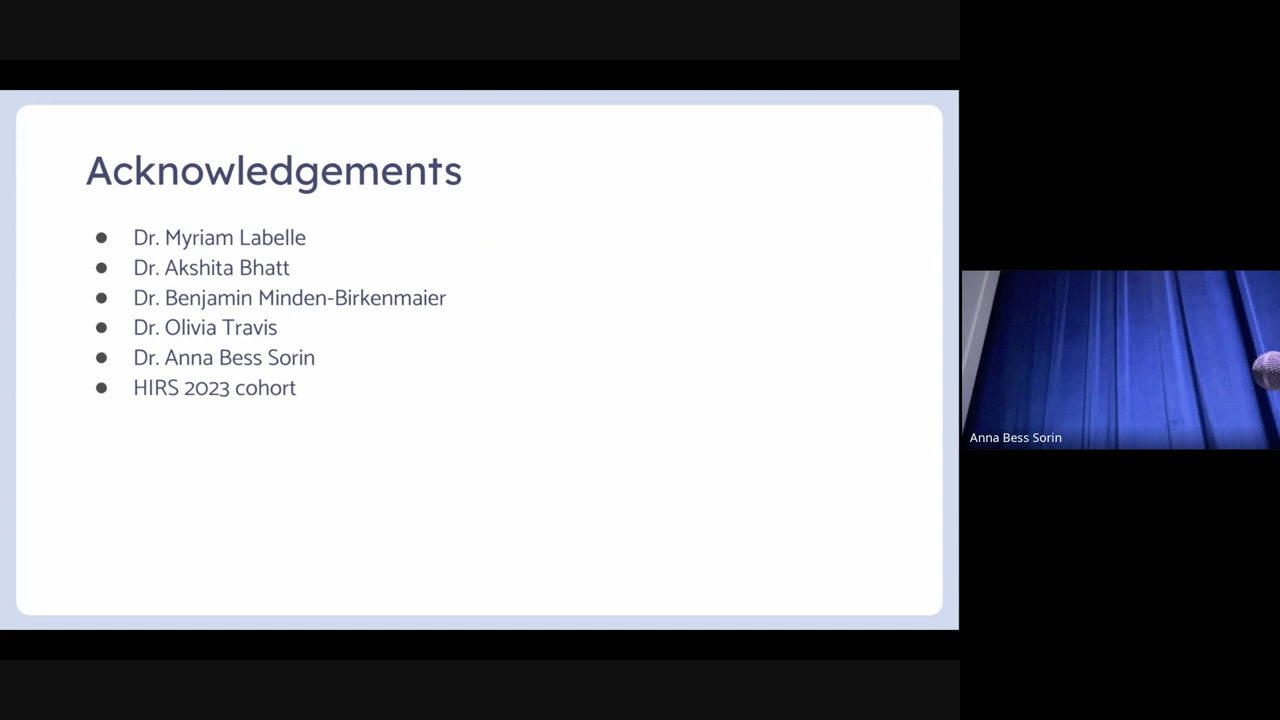 Acknowledgements
● Dr. Myriam Labelle
● Dr. Akshita Bhatt
● Dr. Benjamin Minden-Birkenmaier
● Dr. Olivia Travis
● Dr. Anna Bess Sorin
● HIRS 2023 cohort
Anna Bess Sorin